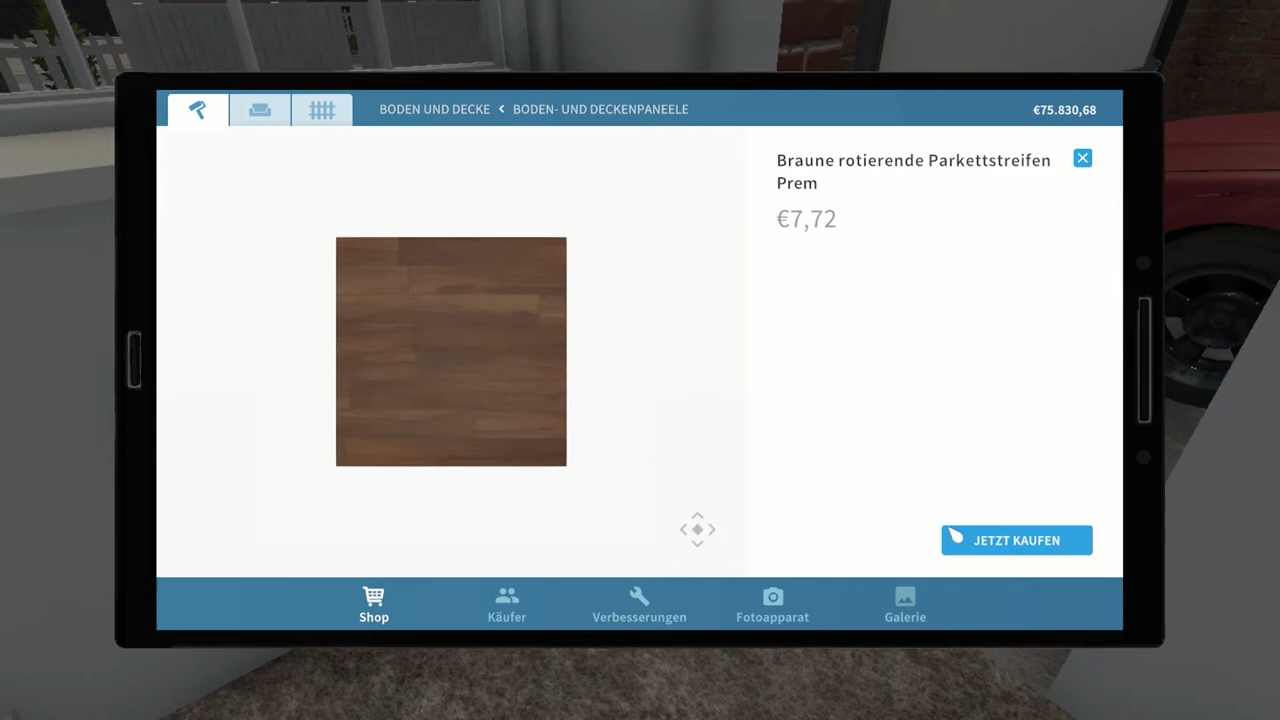 BODEN UND DECKE < BODEN- UND DECKENPANEELE
€75.830,68
Braune rotierende Parkettstreifen
Prem
€7,72
JETZT KAUFEN
Shop
Käufer
Verbesserungen
Fotoapparat
Galerie